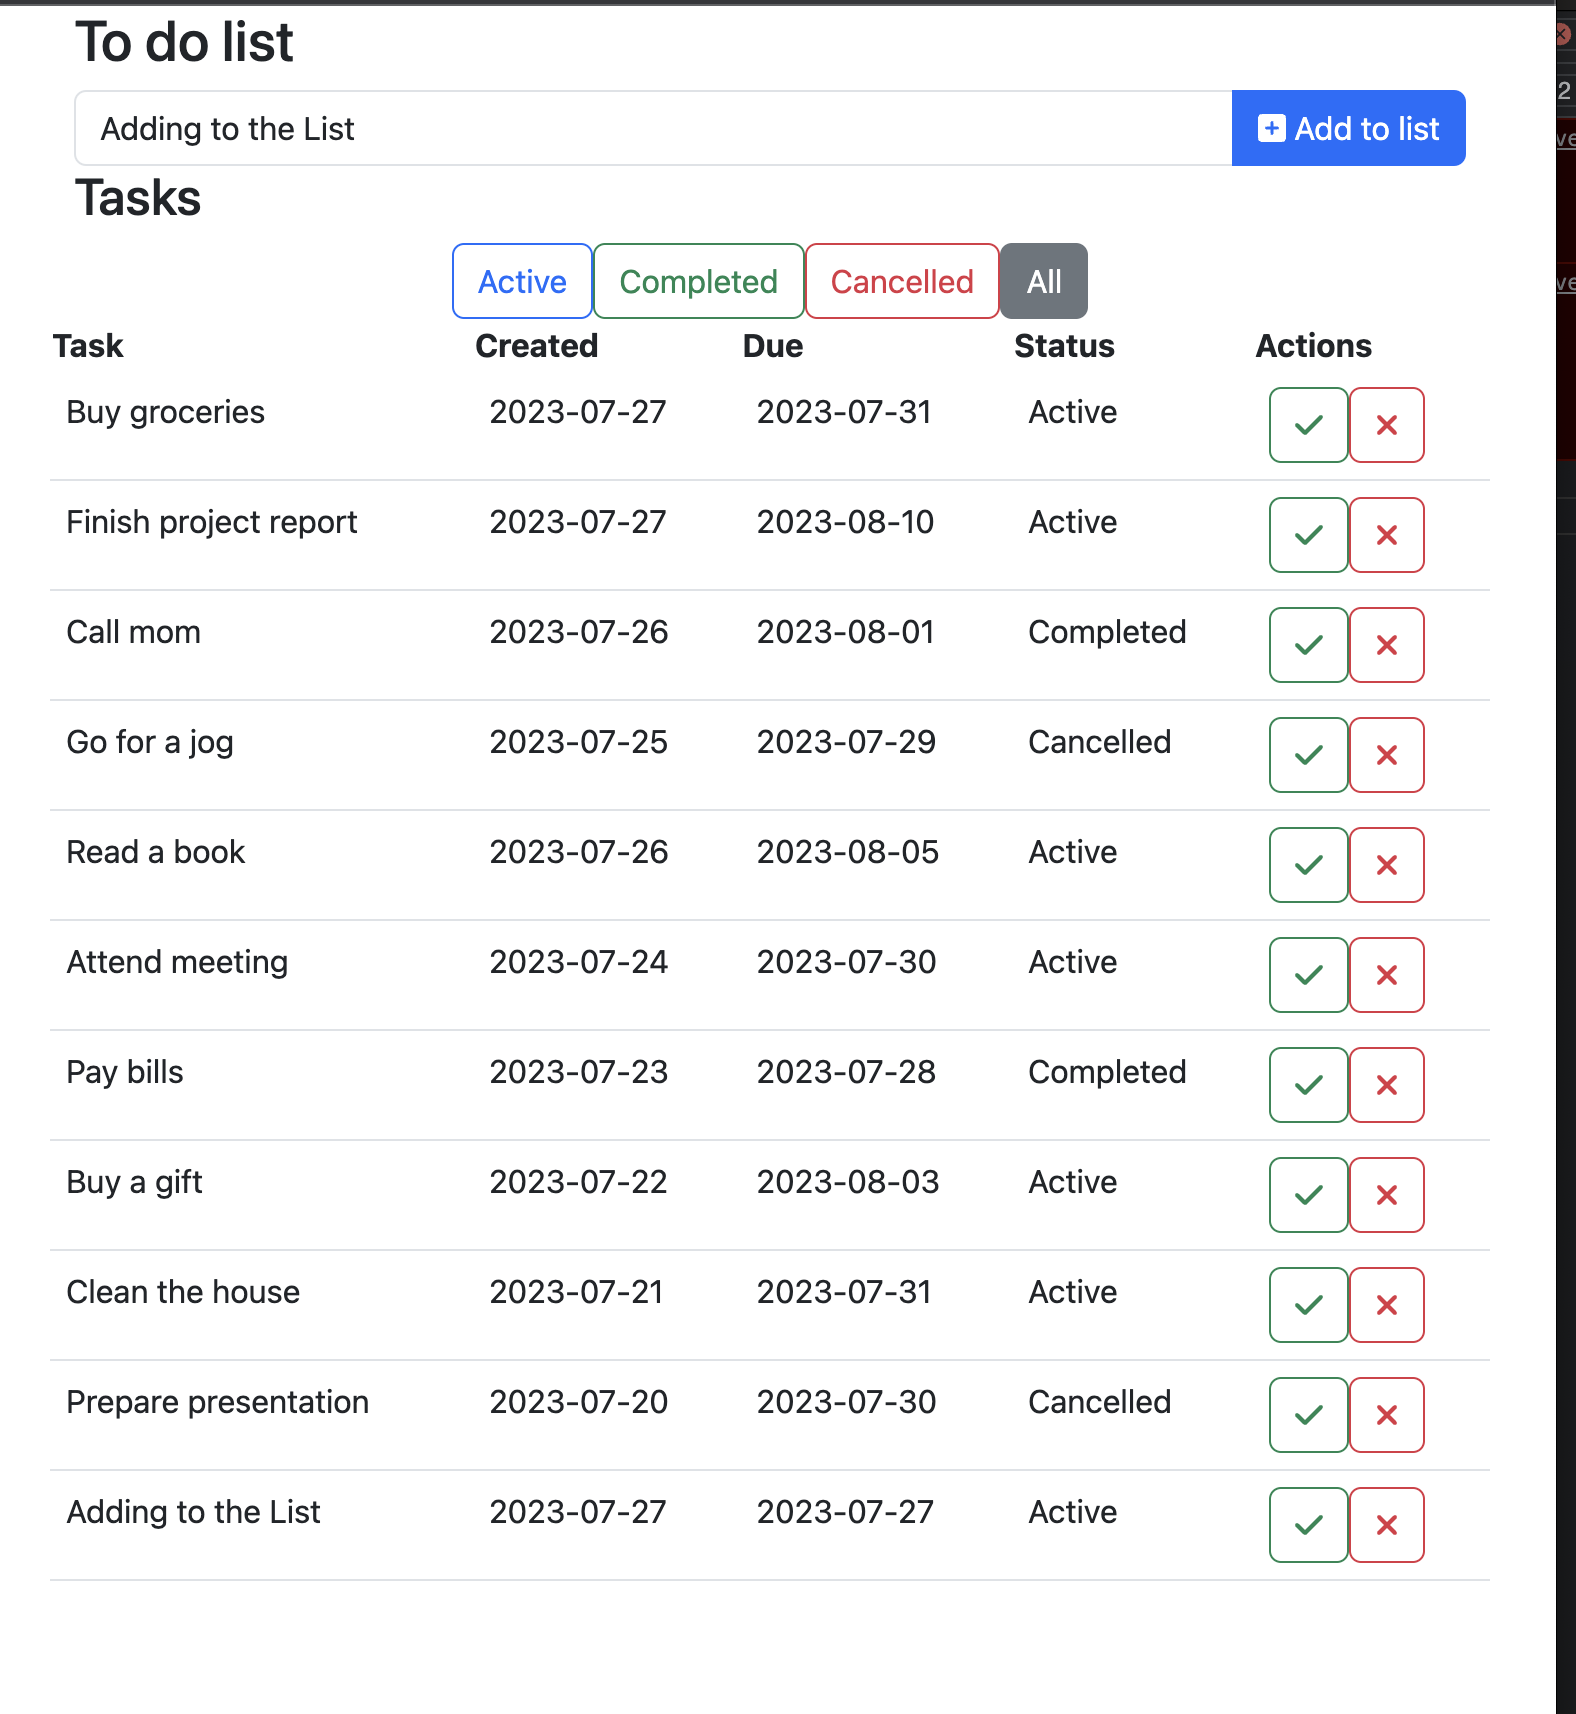 To do list
Adding to the List Add to list
Tasks
Active Completed Cancelled All
Task Created Due Status Actions
Buy groceries 2023-07-27 2023-07-31 Active
Finish project report 2023-07-27 2023-08-10 Active
Call mom 2023-07-26 2023-08-01 Completed
Go for a jog 2023-07-25 2023-07-29 Cancelled
Read a book 2023-07-26 2023-08-05 Active
Attend meeting 2023-07-24 2023-07-30 Active
Pay bills 2023-07-23 2023-07-28 Completed
Buy a gift 2023-07-22 2023-08-03 Active
Clean the house 2023-07-21 2023-07-31 Active
Prepare presentation 2023-07-20 2023-07-30 Cancelled
Adding to the List 2023-07-27 2023-07-27 Active